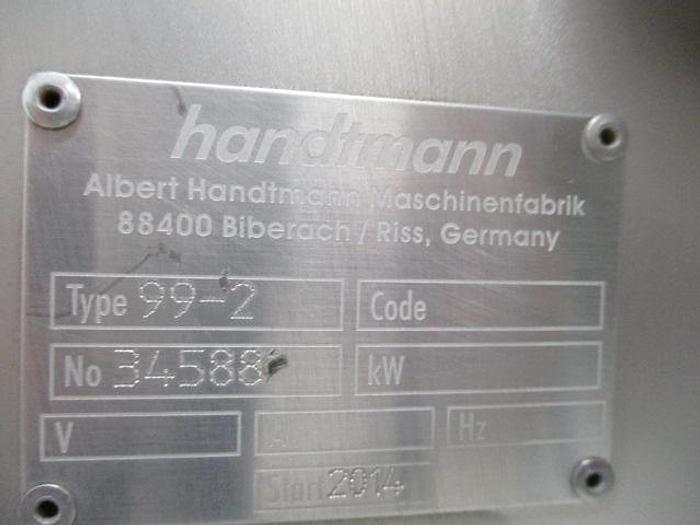 handtmann
Albert Handtmann Maschinenfabrik
88400 Biberach / Riss, Germany
Type 99-2 Code
No 34588 kW
V A Hz
Start 2014